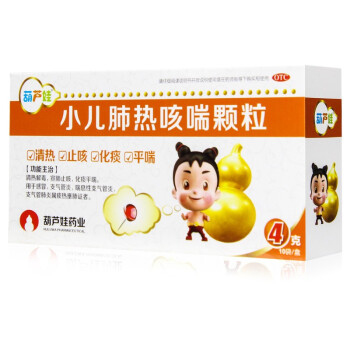 葫芦娃
OTC
小儿肺热咳喘颗粒
☑清热 ☑止咳 ☑化痰 ☑平喘
【功能主治】
清热解毒，宣肺止咳，化痰平喘。
用于感冒，支气管炎，喘息性支气管炎，
支气管肺炎属痰热壅肺证者。
葫芦娃药业
4克